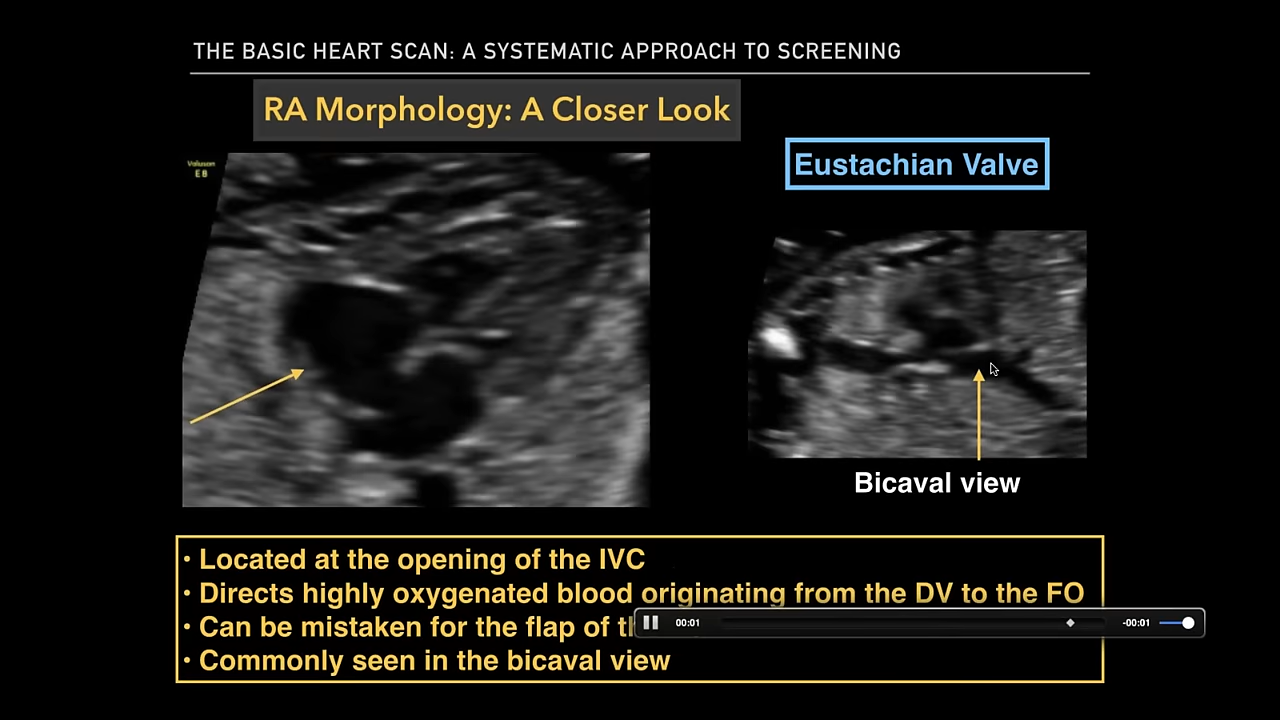 THE BASIC HEART SCAN: A SYSTEMATIC APPROACH TO SCREENING
RA Morphology: A Closer Look
Voluson
E8
Eustachian Valve
Bicaval view
• Located at the opening of the IVC
• Directs highly oxygenated blood originating from the DV to the FO
• Can be mistaken for the flap of
00:01
-00:01
• Commonly seen in the bicaval view